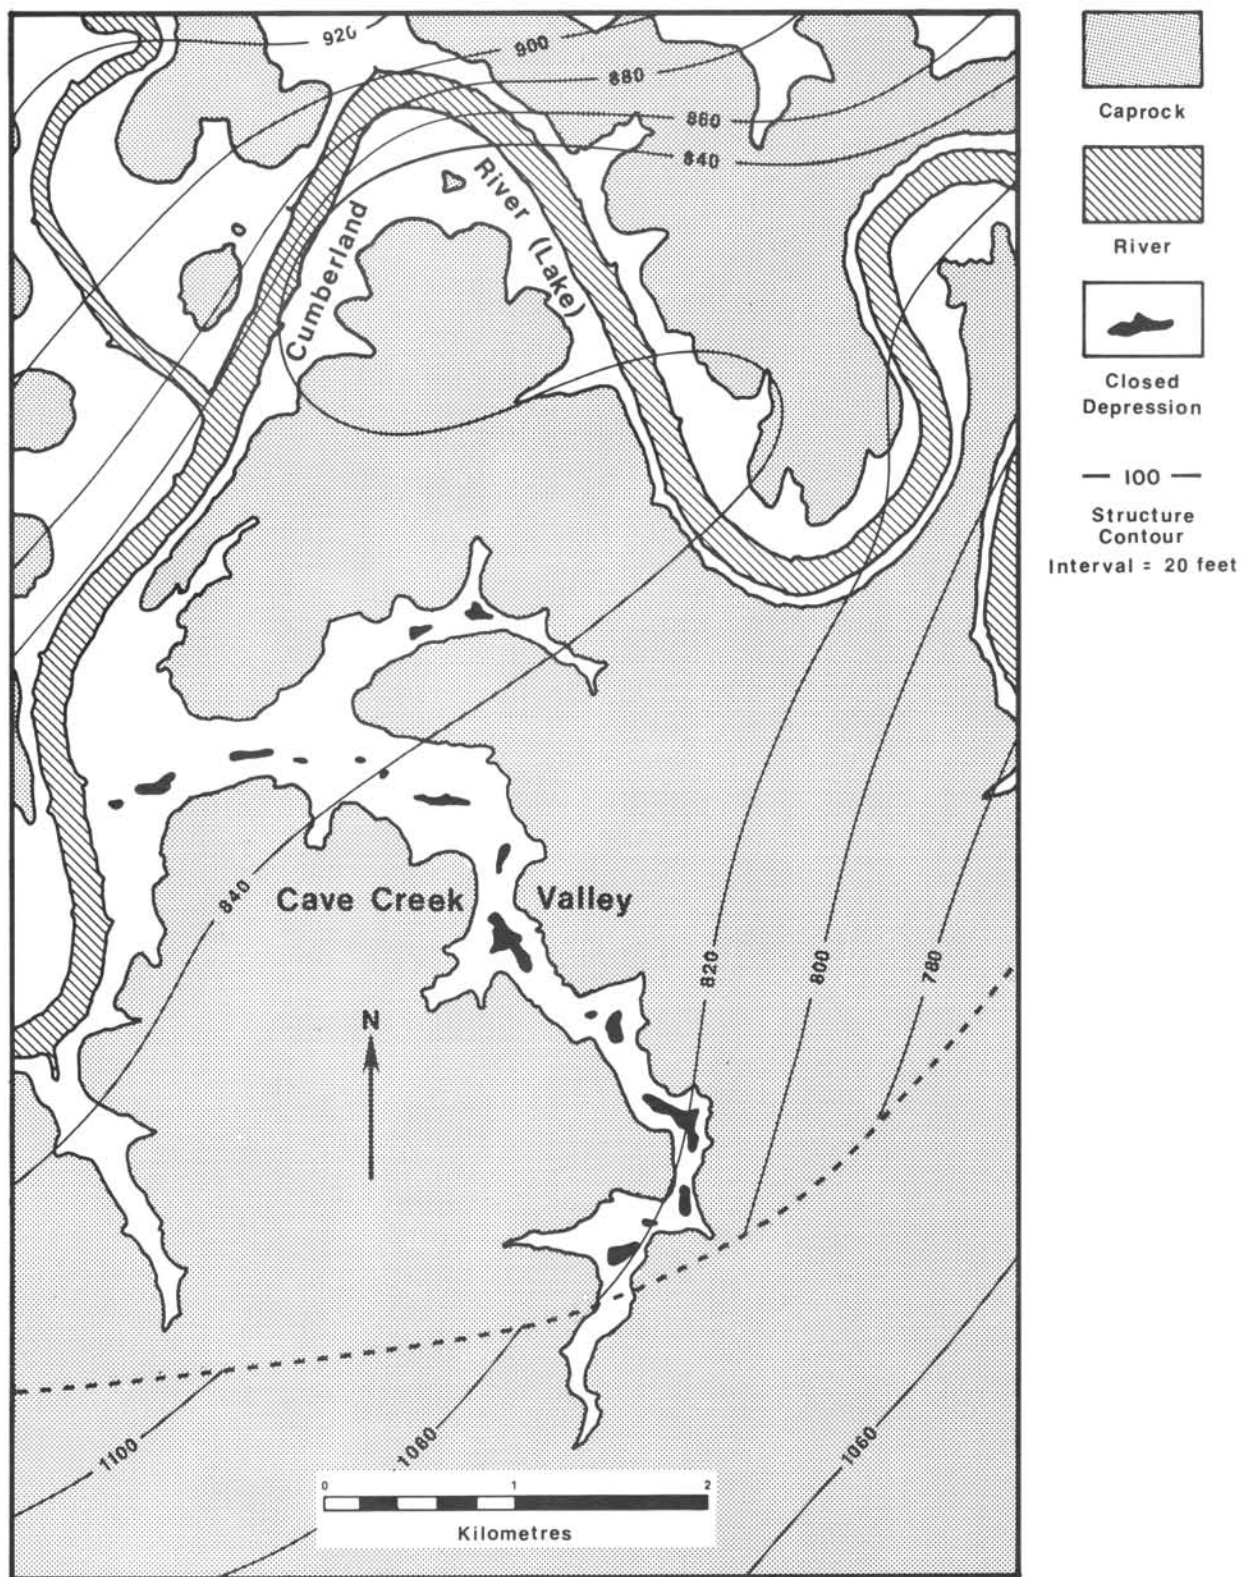 920
900
880
860
840
Cumberland
River (Lake)
840
Cave Creek Valley
820
800
780
N
1100
1080
1060
0 1 2
Kilometres
Caprock
River
Closed
Depression
100
Structure
Contour
Interval = 20 feet